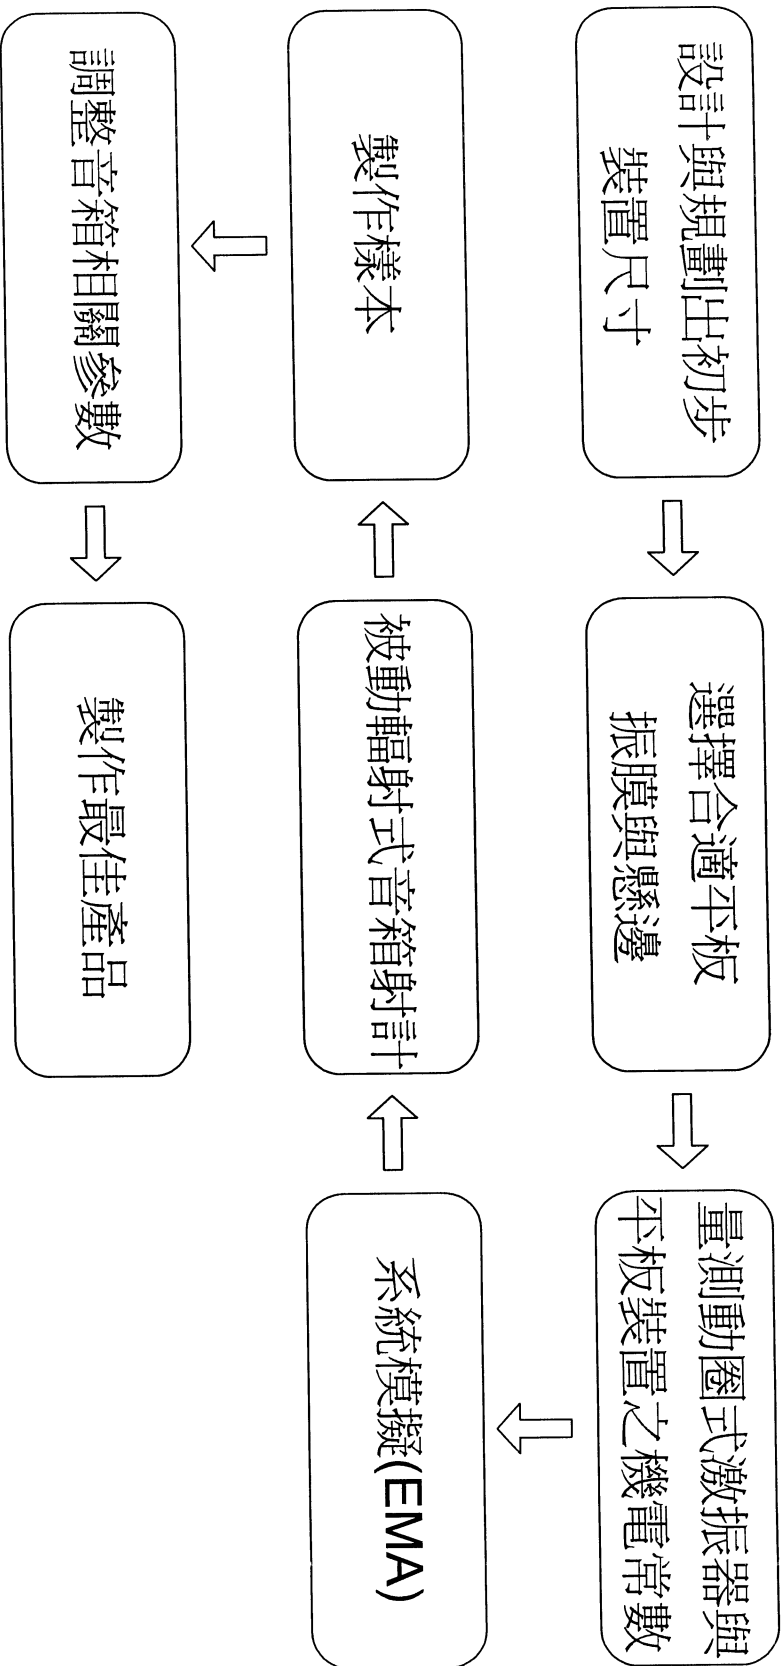 設計與規劃出初步
裝置尺寸
選擇合適平板
振膜與懸邊
量測動圈式激振器與
平板裝置之機電常數
系統模擬(EMA)
被動輻射式音箱射計
製作樣本
調整音箱相關參數
製作最佳產品